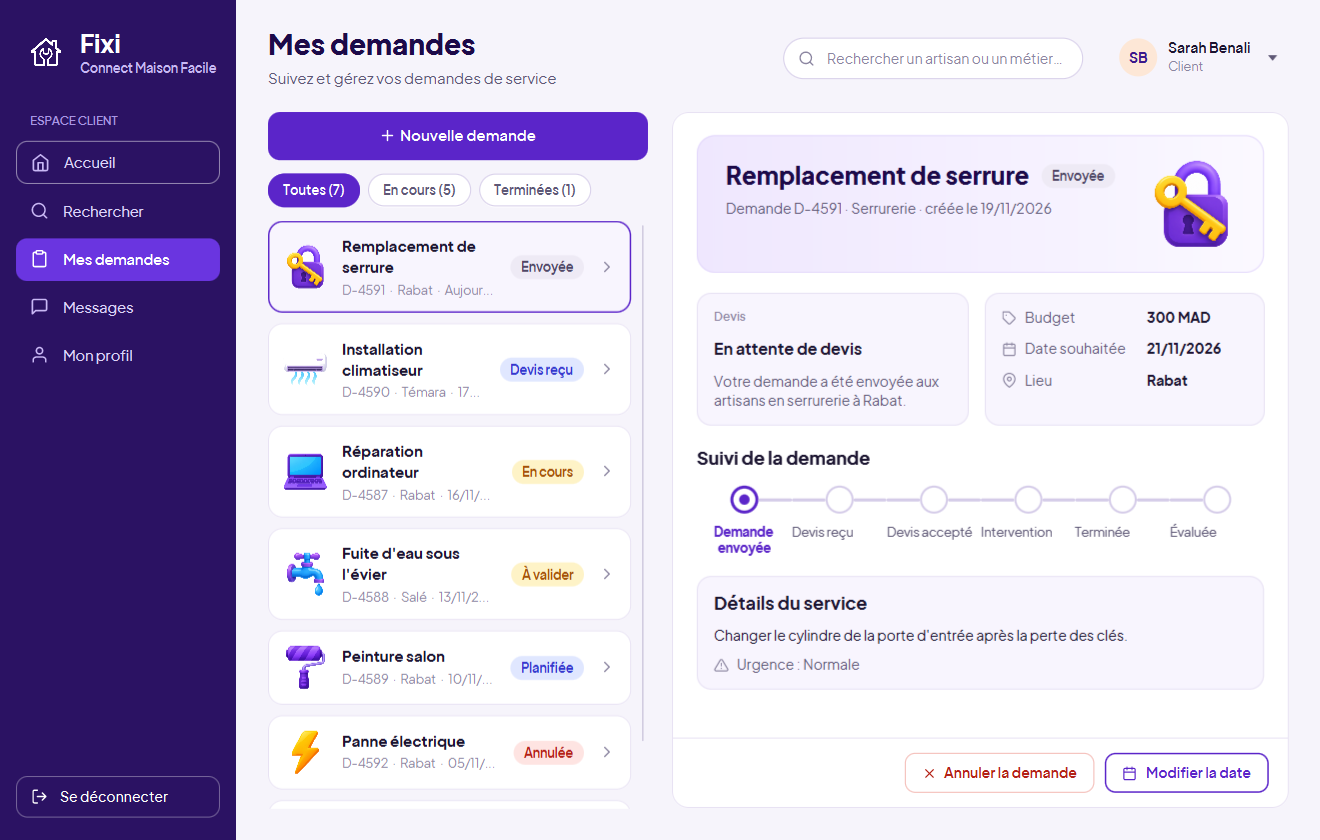 Fixi
Connect Maison Facile
ESPACE CLIENT
Accueil
Rechercher
Mes demandes
Messages
Mon profil
Se déconnecter
Mes demandes
Suivez et gérez vos demandes de service
Rechercher un artisan ou un métier...
SB
Sarah Benali
Client
+ Nouvelle demande
Toutes (7)
En cours (5)
Terminées (1)
Remplacement de
serrure
D-4591 · Rabat · Aujour...
Envoyée
Installation
climatiseur
D-4590 · Témara · 17...
Devis reçu
Réparation
ordinateur
D-4587 · Rabat · 16/11/...
En cours
Fuite d'eau sous
l'évier
D-4588 · Salé · 13/11/2...
À valider
Peinture salon
D-4589 · Rabat · 10/11/...
Planifiée
Panne électrique
D-4592 · Rabat · 05/11/...
Annulée
Remplacement de serrure
Envoyée
Demande D-4591 · Serrurerie · créée le 19/11/2026
Devis
En attente de devis
Votre demande a été envoyée aux
artisans en serrurerie à Rabat.
Budget 300 MAD
Date souhaitée 21/11/2026
Lieu Rabat
Suivi de la demande
Demande
envoyée
Devis reçu
Devis accepté
Intervention
Terminée
Évaluée
Détails du service
Changer le cylindre de la porte d'entrée après la perte des clés.
Urgence : Normale
Annuler la demande
Modifier la date